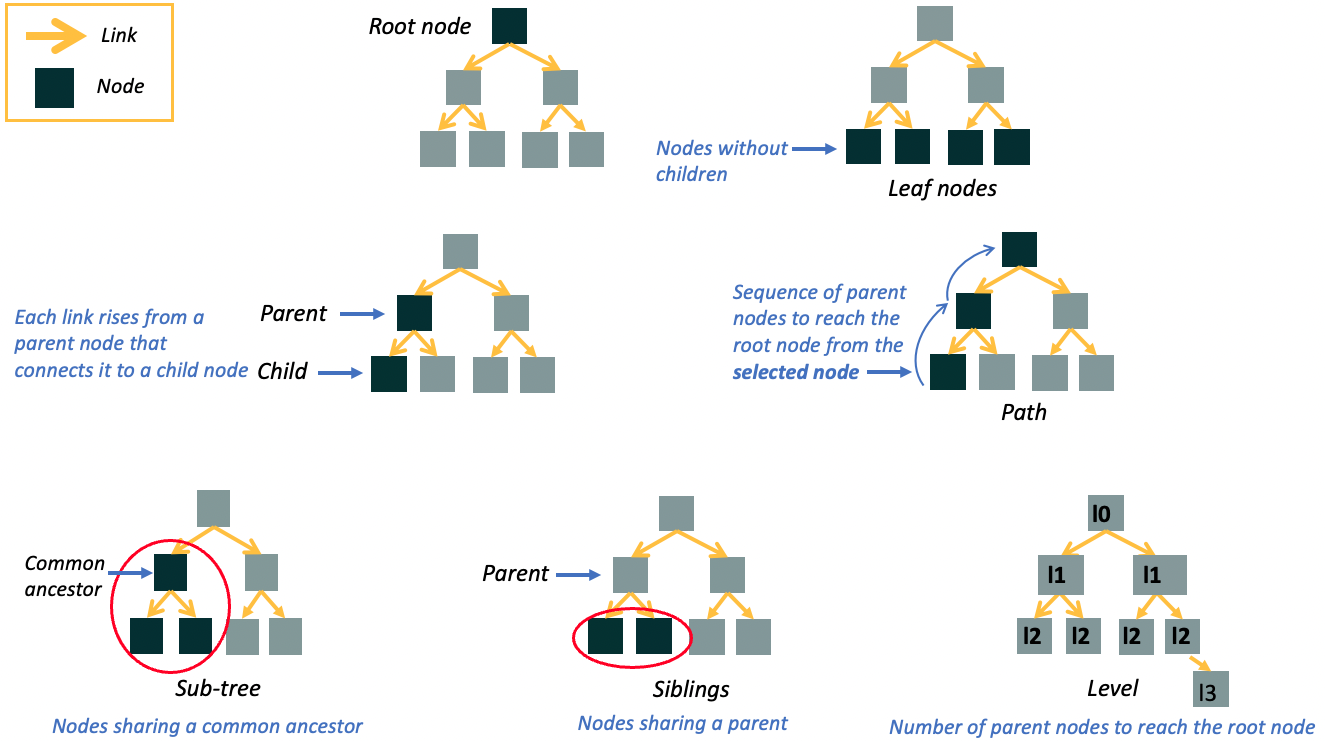 Link
Node
Root node
Nodes without
children
Leaf nodes
Each link rises from a
parent node that
connects it to a child node
Parent
Child
Sequence of parent
nodes to reach the
root node from the
selected node
Path
Common
ancestor
Sub-tree
Nodes sharing a common ancestor
Parent
Siblings
Nodes sharing a parent
l0
l1 l1
l2 l2 l2 l2
l3
Level
Number of parent nodes to reach the root node